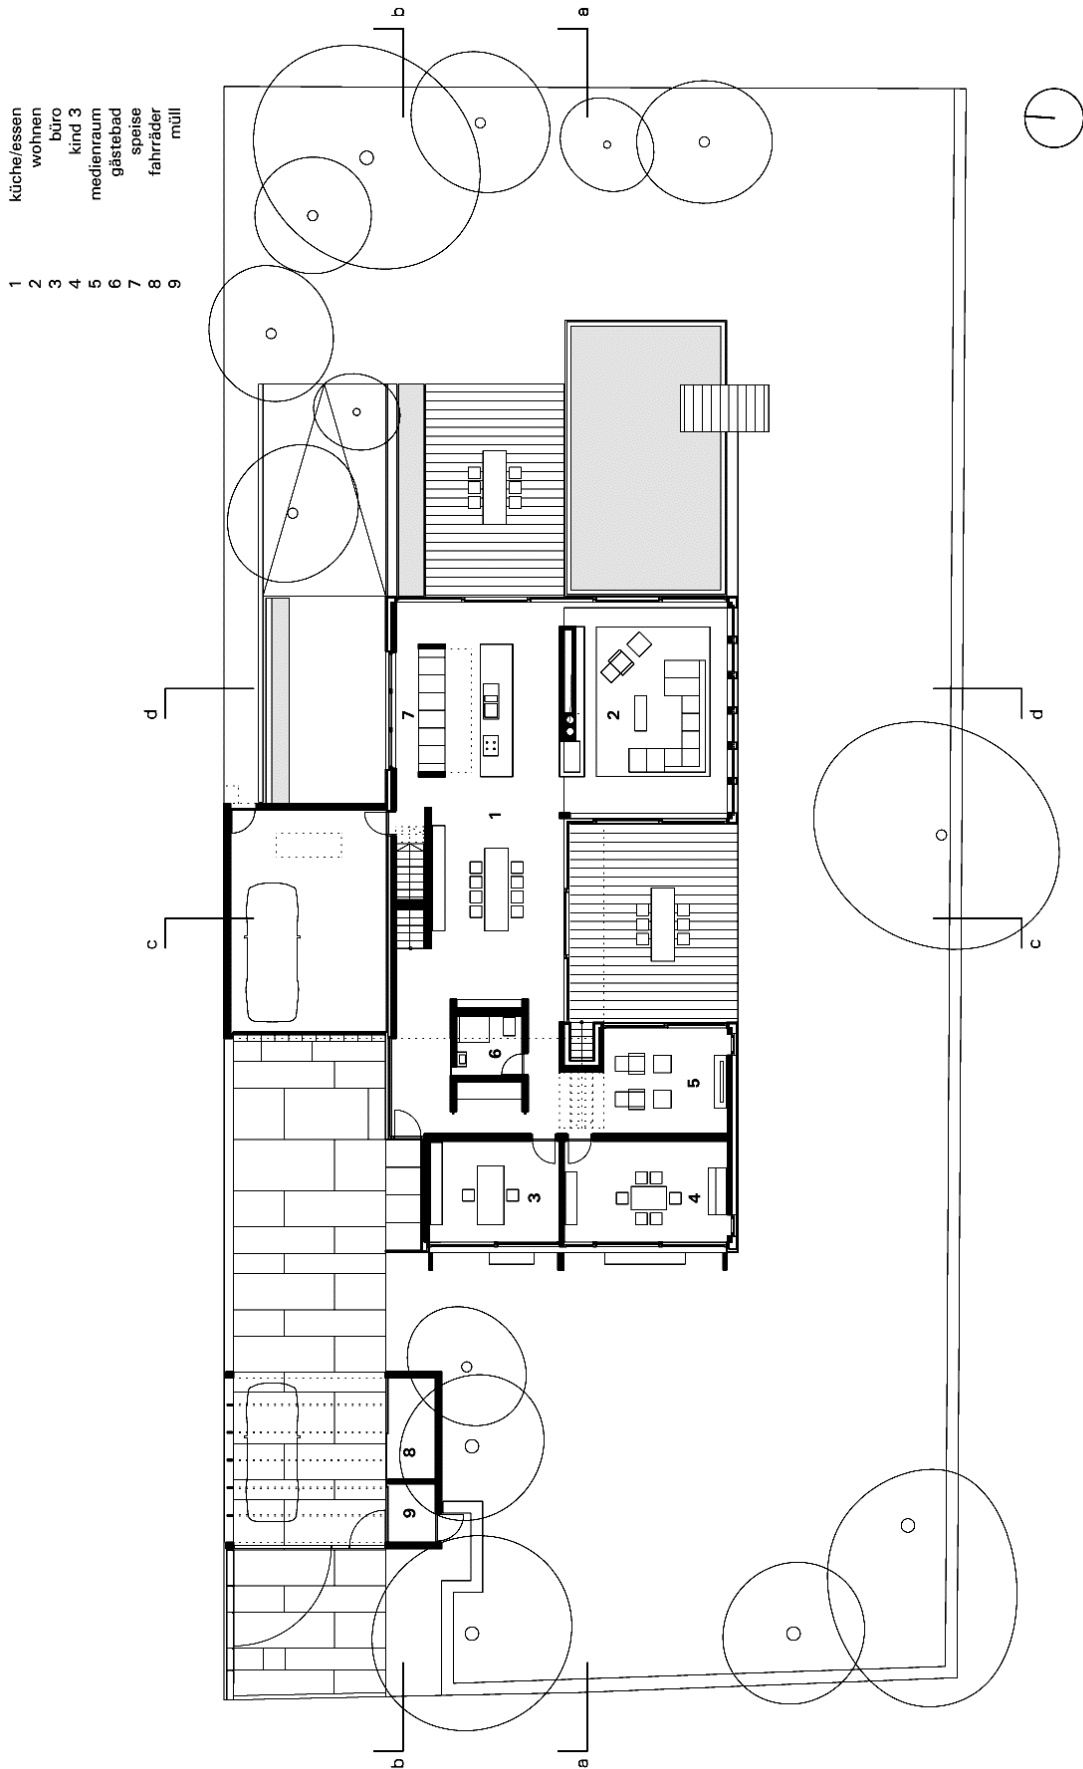 1 küche/essen
2 wohnen
3 büro
4 kind 3
5 medienraum
6 gästebad
7 speise
8 fahrräder
9 müll
b
a
d
d
c
c
b
a
7
2
1
6
5
3
4
8
9